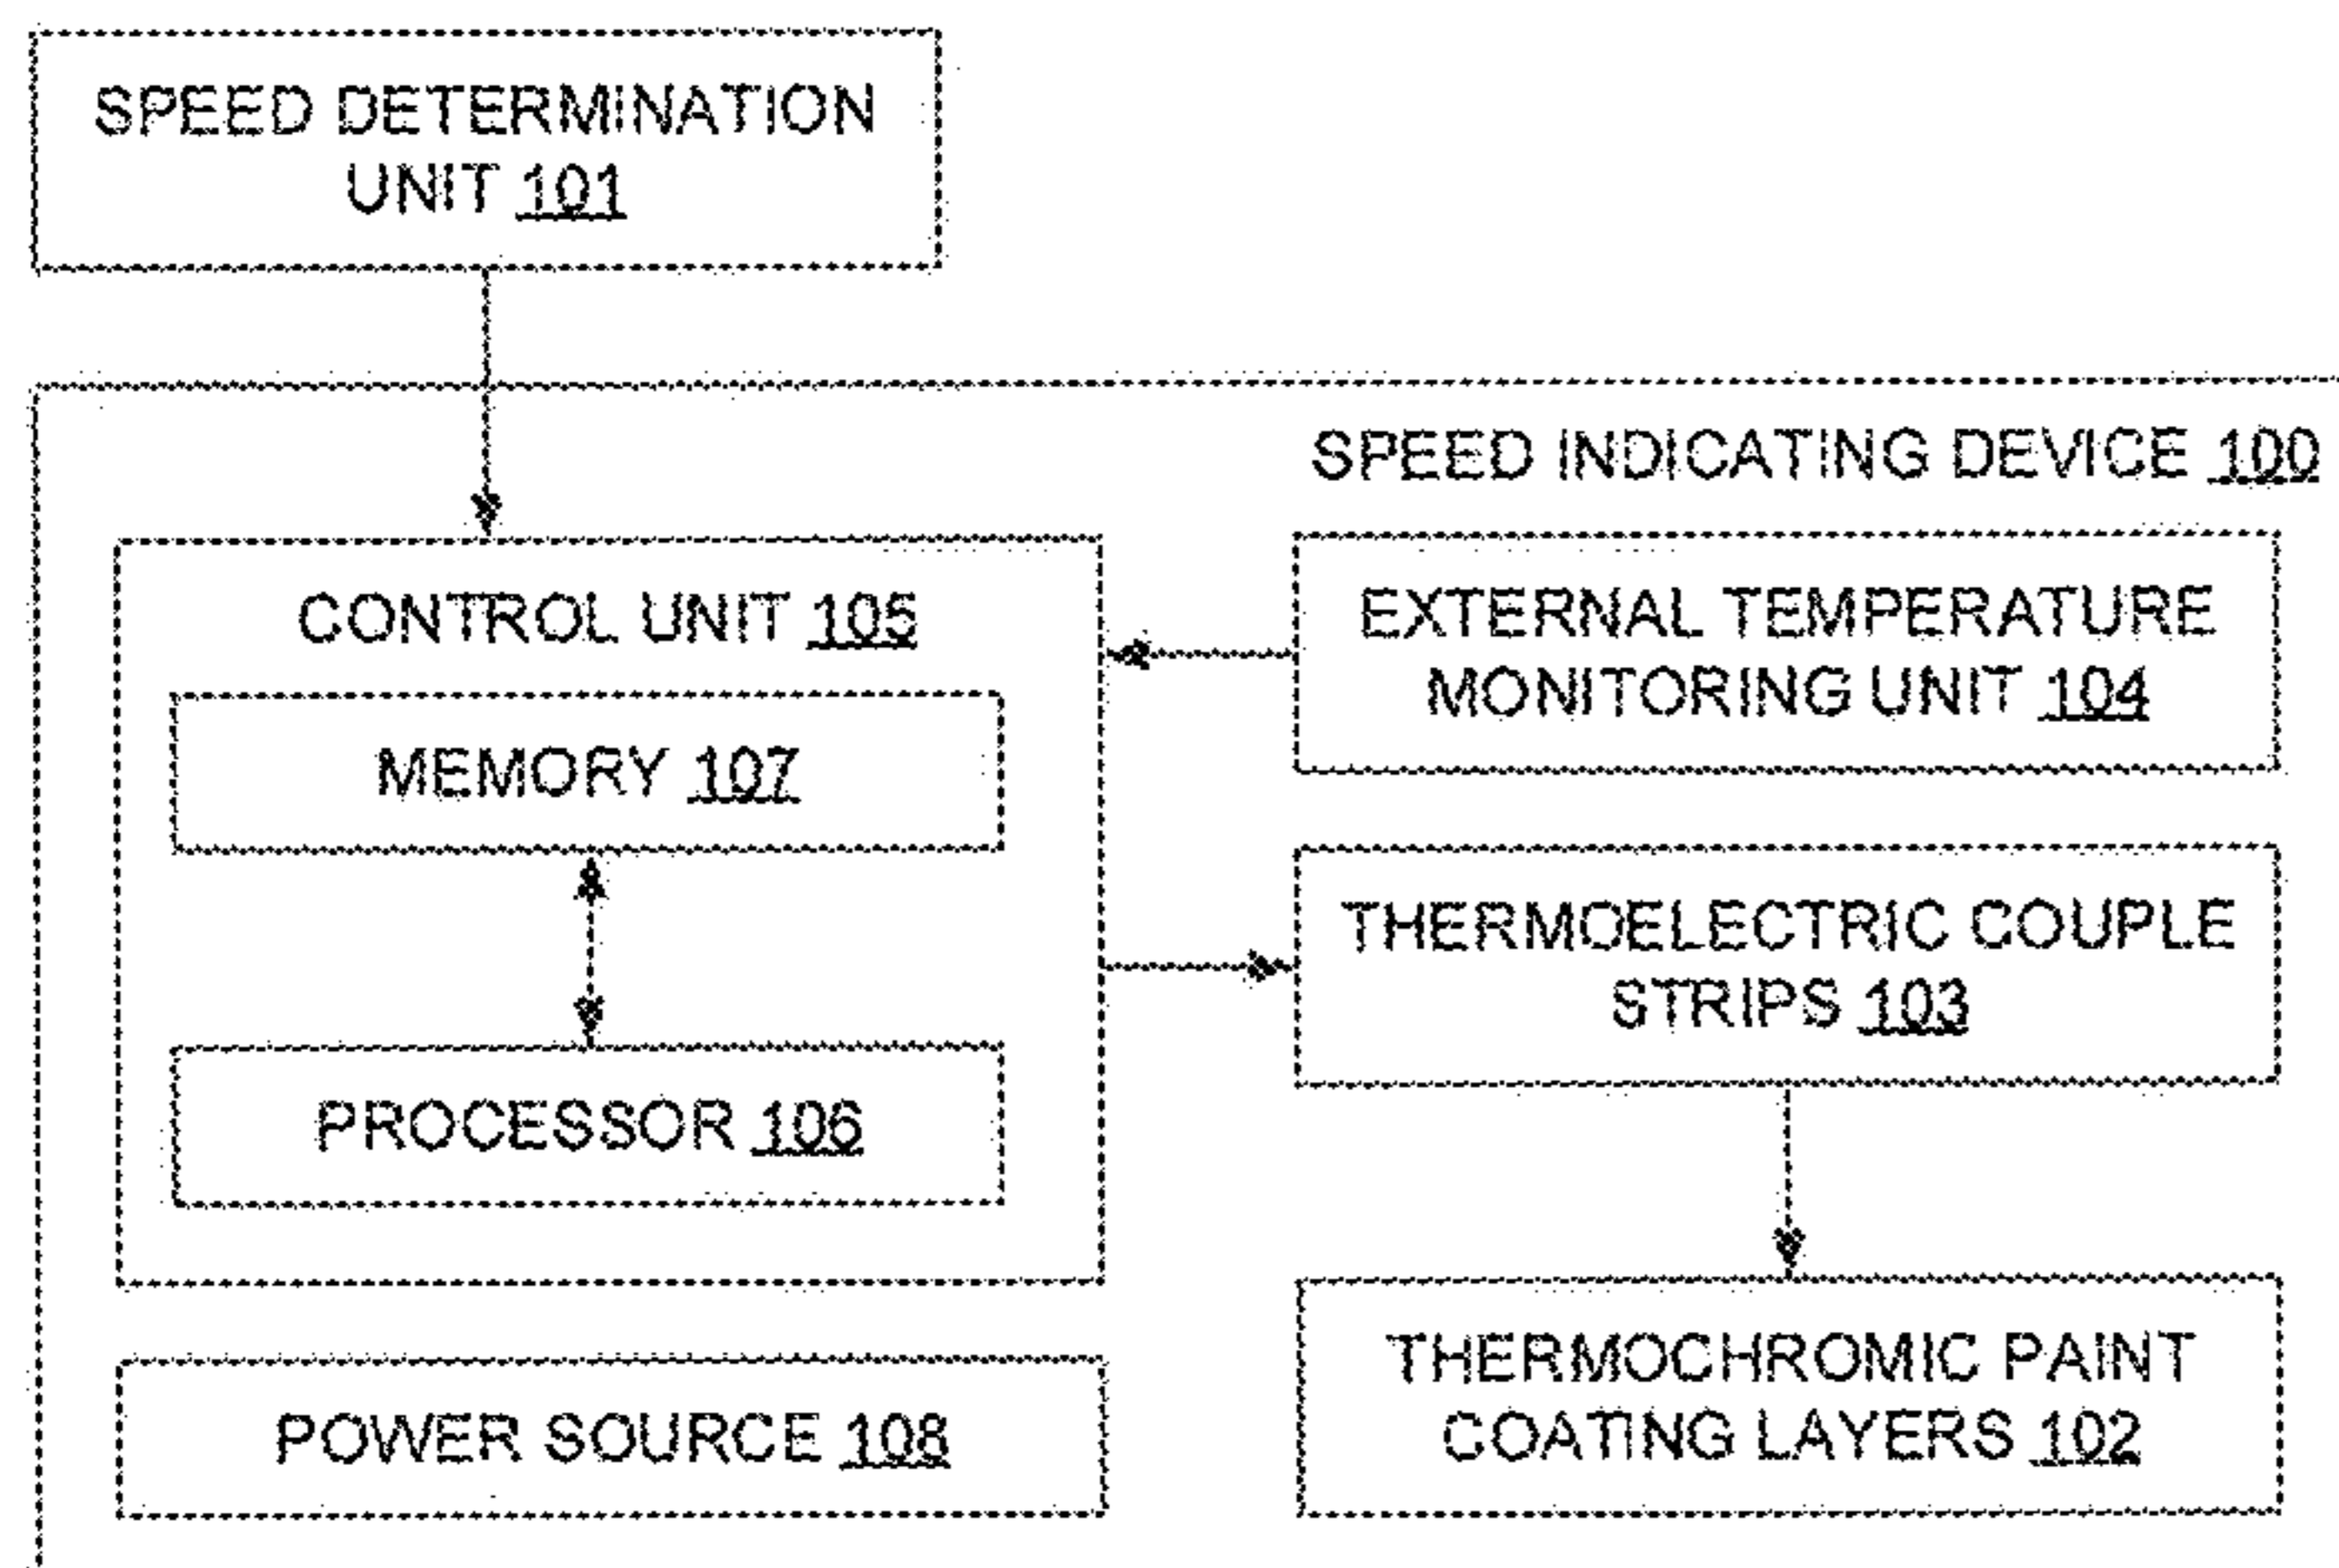 SPEED DETERMINATION
UNIT 101
SPEED INDICATING DEVICE 100
CONTROL UNIT 105
EXTERNAL TEMPERATURE
MONITORING UNIT 104
MEMORY 107
THERMOELECTRIC COUPLE
STRIPS 103
PROCESSOR 106
THERMOCHROMIC PAINT
COATING LAYERS 102
POWER SOURCE 108